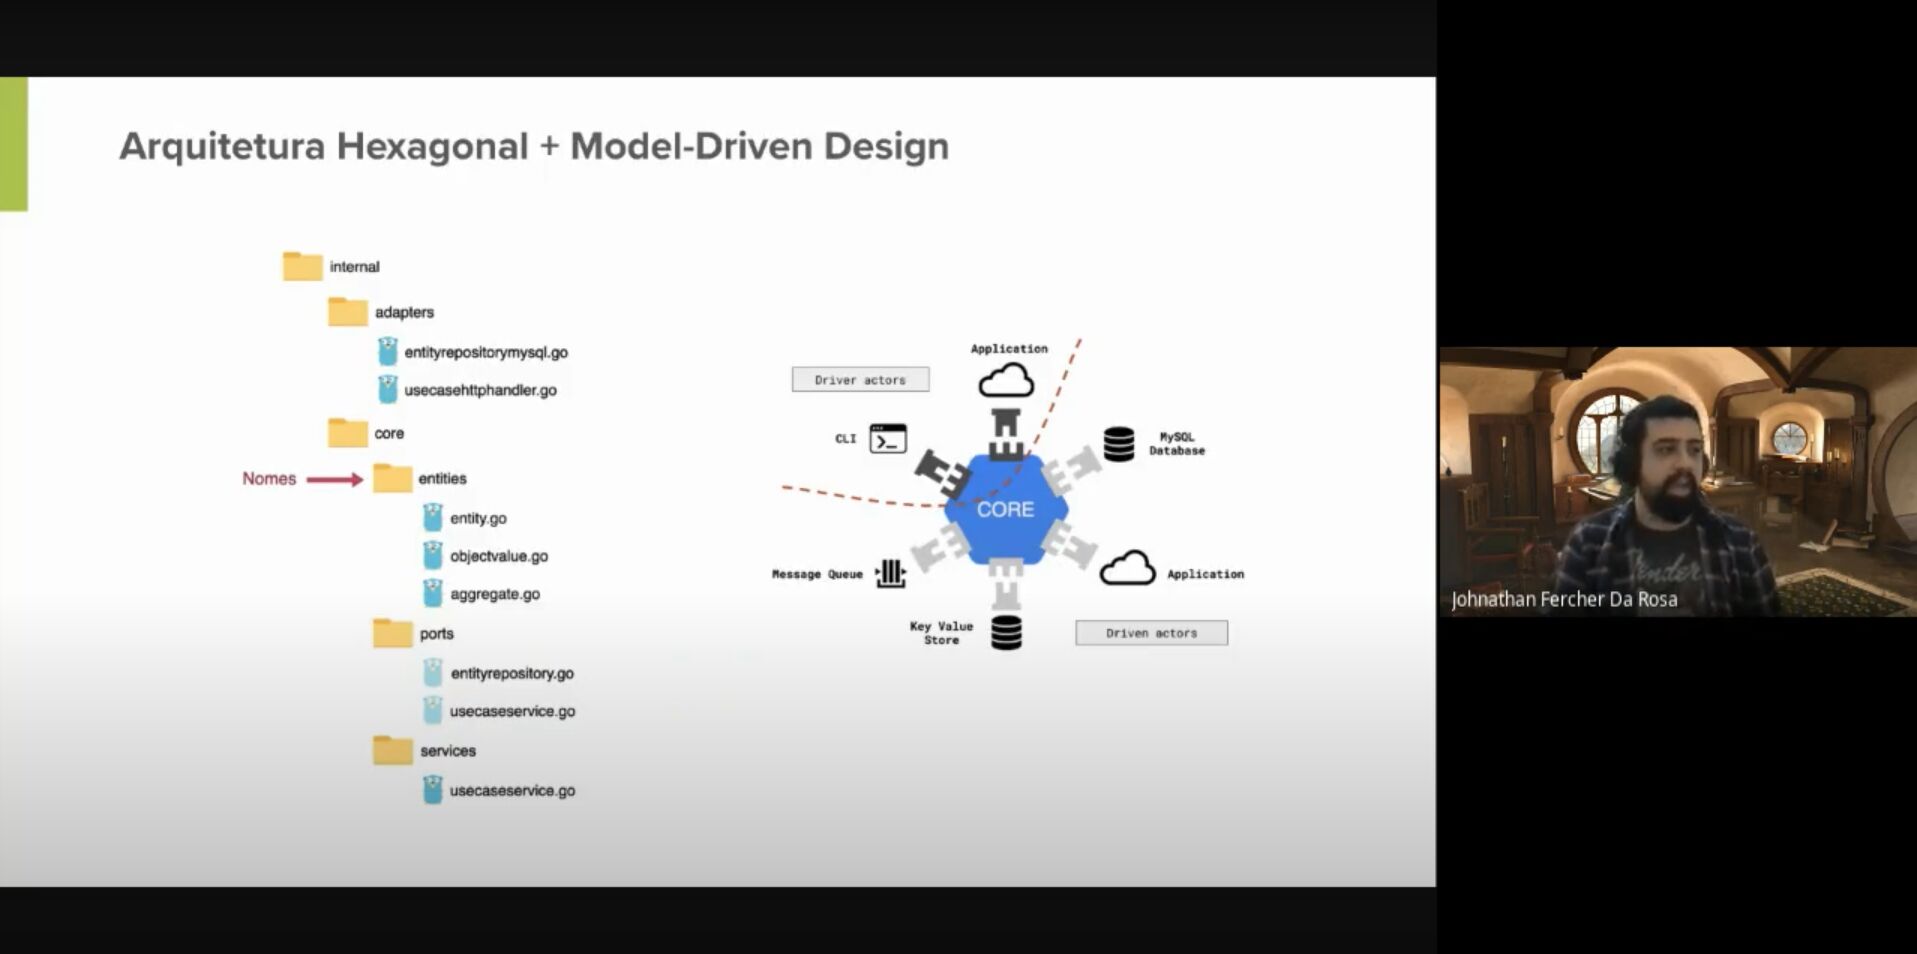 Arquitetura Hexagonal + Model-Driven Design
internal
adapters
entityrepositorymysql.go
usecasehttphandler.go
core
Nomes
entities
entity.go
objectvalue.go
aggregate.go
ports
entityrepository.go
usecaseservice.go
services
usecaseservice.go
Application
Driver actors
CLI
MySQL
Database
CORE
Message Queue
Application
Key Value
Store
Driven actors
Johnathan Fercher Da Rosa